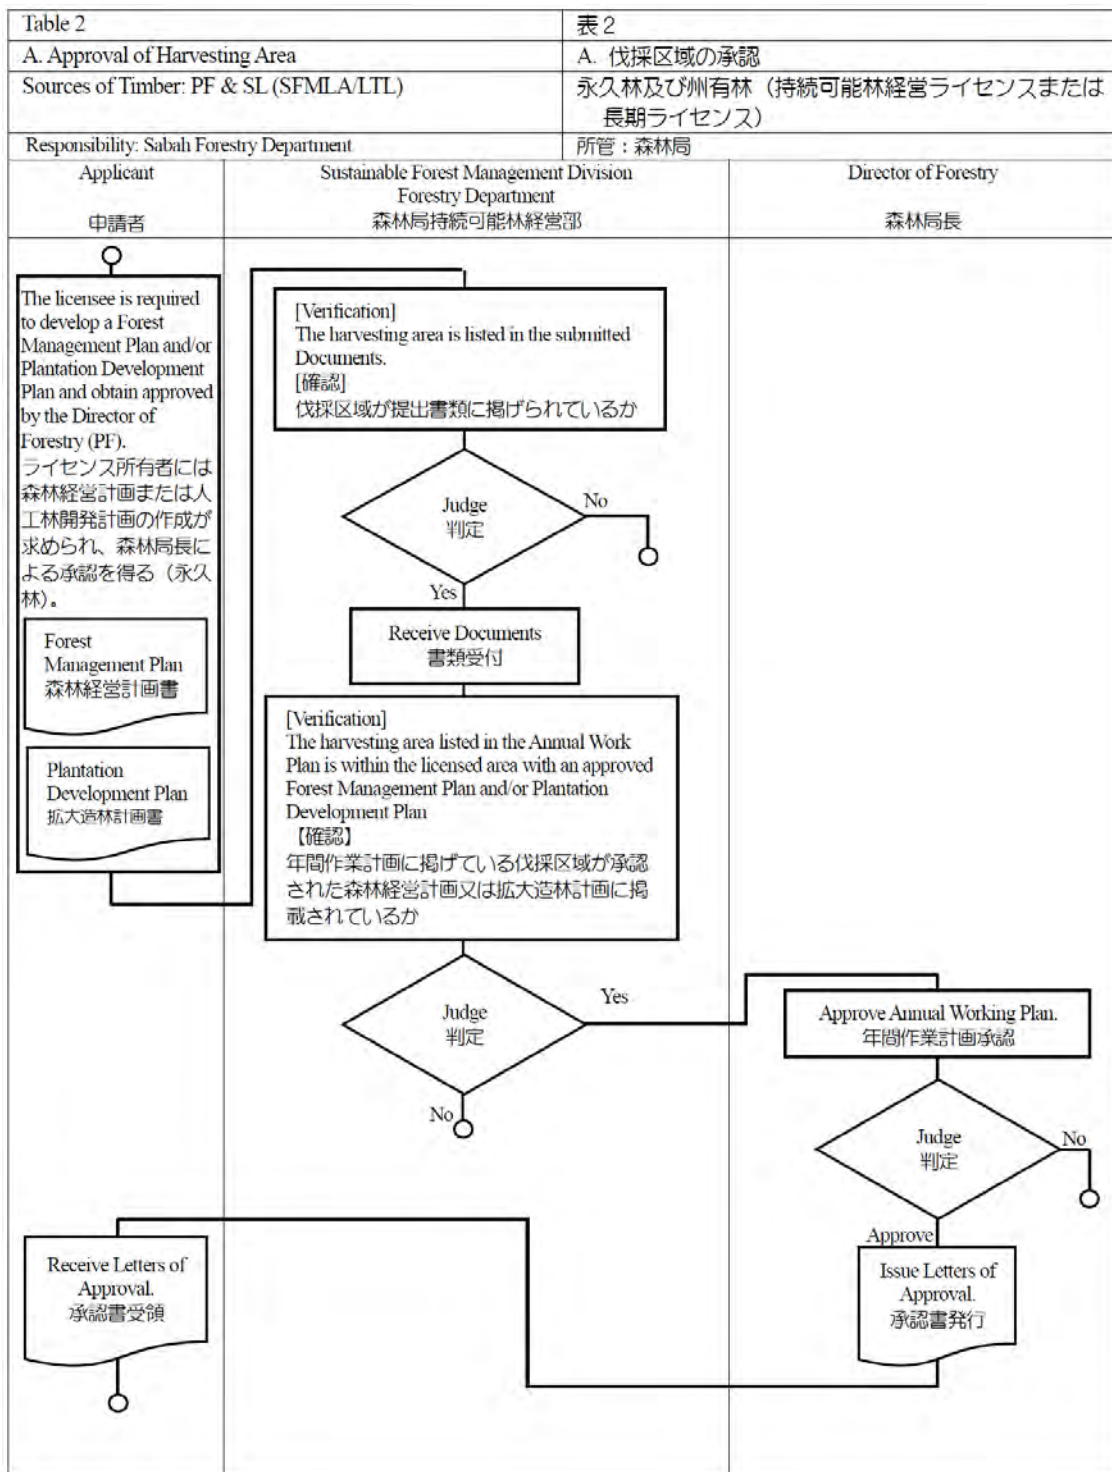 Table 2
表2
A. Approval of Harvesting Area
A. 伐採区域の承認
Sources of Timber: PF & SL (SFMLA/LTL)
永久林及び州有林（持続可能林経営ライセンスまたは
長期ライセンス）
Responsibility: Sabah Forestry Department
所管：森林局
Applicant
申請者
Sustainable Forest Management Division
Forestry Department
森林局持続可能林経営部
Director of Forestry
森林局長
The licensee is required
to develop a Forest
Management Plan and/or
Plantation Development
Plan and obtain approved
by the Director of
Forestry (PF).
ライセンス所有者には
森林経営計画または人
工林開発計画の作成が
求められ、森林局長に
よる承認を得る（永久
林）。
Forest
Management Plan
森林経営計画書
Plantation
Development Plan
拡大造林計画書
[Verification]
The harvesting area is listed in the submitted
Documents.
[確認]
伐採区域が提出書類に掲げられているか
Judge
判定
No
Yes
Receive Documents
書類受付
[Verification]
The harvesting area listed in the Annual Work
Plan is within the licensed area with an approved
Forest Management Plan and/or Plantation
Development Plan
【確認】
年間作業計画に掲げている伐採区域が承認
された森林経営計画又は拡大造林計画に掲
載されているか
Judge
判定
Yes
No
Approve Annual Working Plan.
年間作業計画承認
Judge
判定
No
Approve
Issue Letters of
Approval.
承認書発行
Receive Letters of
Approval.
承認書受領